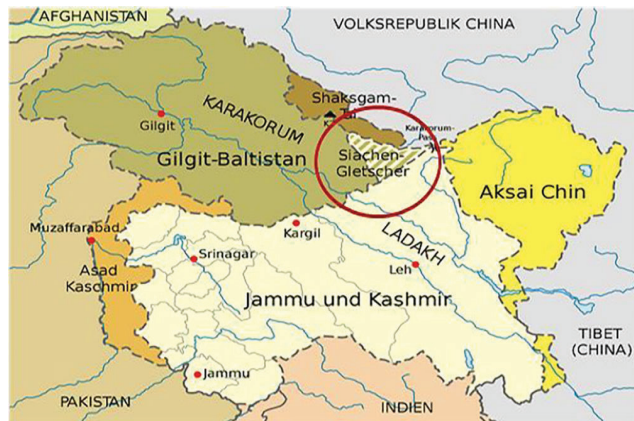 AFGHANISTAN
VOLKSREPUBLIK CHINA
Shaksgam-
Tal
KARAKORUM
Gilgit
Gilgit-Baltistan
Karakorum-
Siachen-
Gletscher
Aksai Chin
Muzaffarabad
Asad
Kaschmir
Srinagar
Kargil
LADAKH
Leh
Jammu und Kashmir
TIBET
(CHINA)
Jammu
PAKISTAN
INDIEN